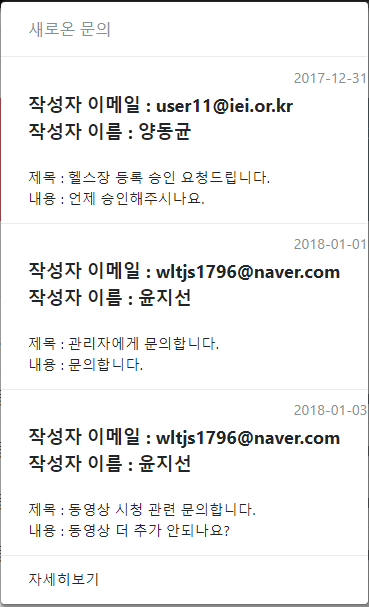 새로온 문의
2017-12-31
작성자 이메일 : user11@iei.or.kr
작성자 이름 : 양동균
제목 : 헬스장 등록 승인 요청드립니다.
내용 : 언제 승인해주시나요.
2018-01-01
작성자 이메일 : wltjs1796@naver.com
작성자 이름 : 윤지선
제목 : 관리자에게 문의합니다.
내용 : 문의합니다.
2018-01-03
작성자 이메일 : wltjs1796@naver.com
작성자 이름 : 윤지선
제목 : 동영상 시청 관련 문의합니다.
내용 : 동영상 더 추가 안되나요?
자세히보기